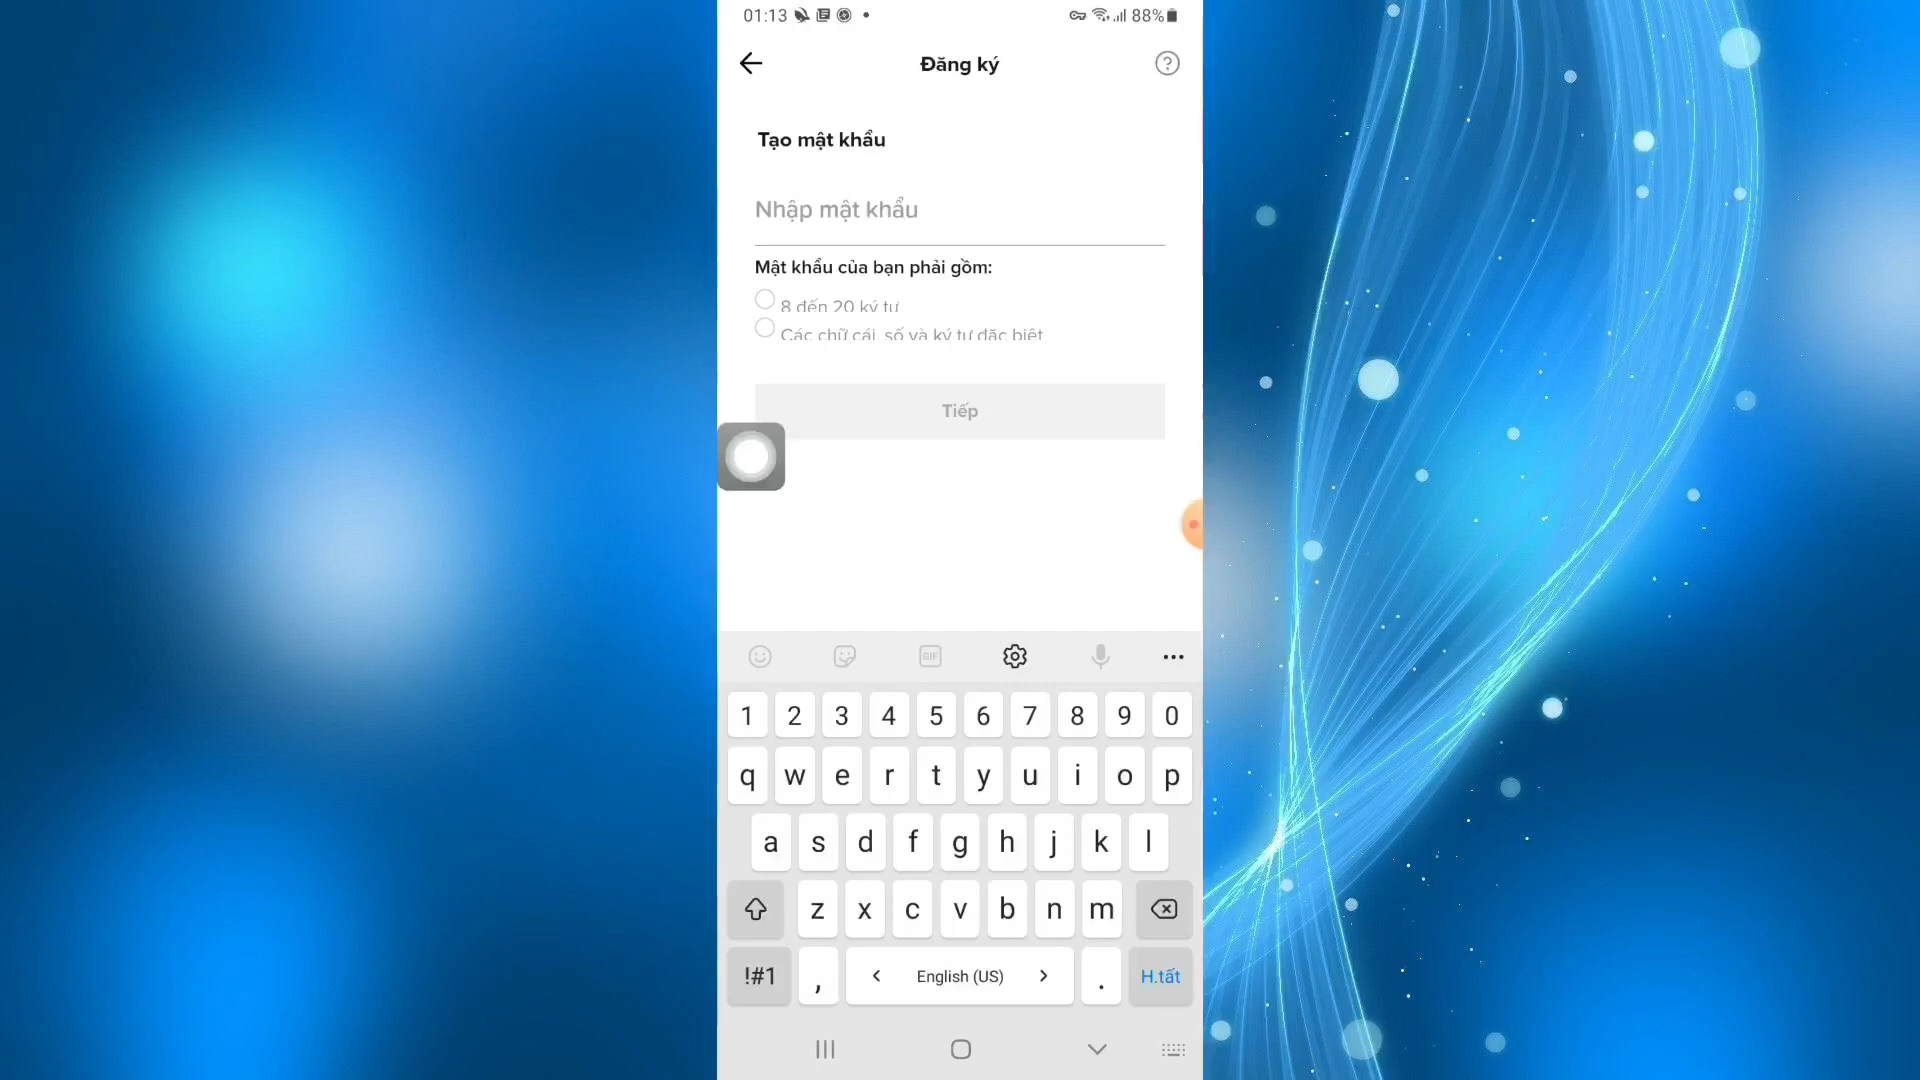 01:13 88%
Đăng ký
Tạo mật khẩu
Nhập mật khẩu
Mật khẩu của bạn phải gồm:
8 đến 20 ký tự
Các chữ cái, số và ký tự đặc biệt
Tiếp
GIF
1 2 3 4 5 6 7 8 9 0
q w e r t y u i o p
a s d f g h j k l
z x c v b n m
!#1 , < English (US) > . H.tất